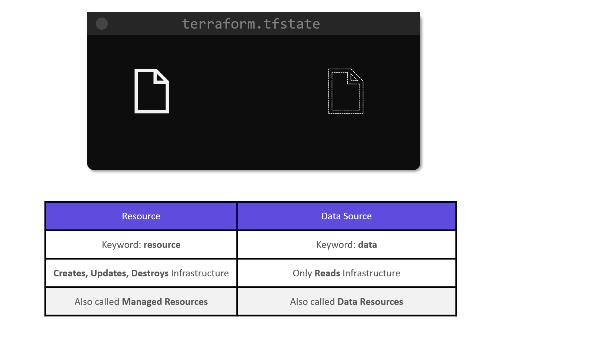 terraform.tfstate
Resource
Data Source
Keyword: resource
Keyword: data
Creates, Updates, Destroys Infrastructure
Only Reads Infrastructure
Also called Managed Resources
Also called Data Resources